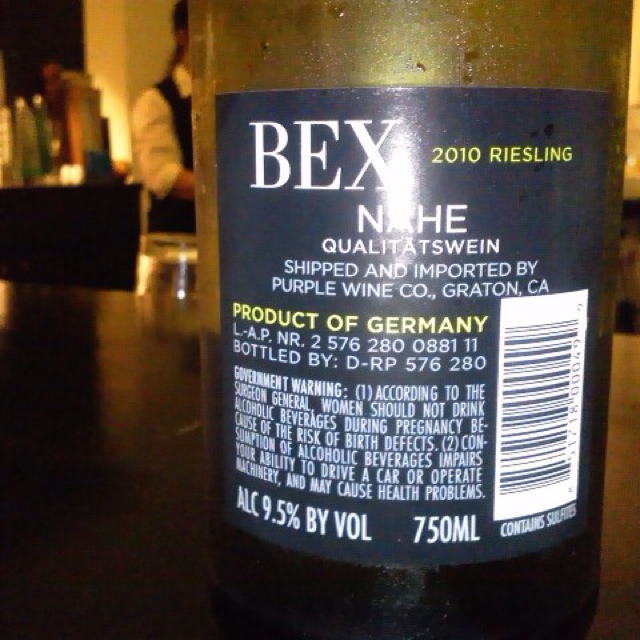 BEX
2010 RIESLING
NAHE
QUALITÄTSWEIN
SHIPPED AND IMPORTED BY
PURPLE WINE CO., GRATON, CA
PRODUCT OF GERMANY
L.-A.P. NR. 2 576 280 0881 11
BOTTLED BY: D-RP 576 280
GOVERNMENT WARNING: (1) ACCORDING TO THE
SURGEON GENERAL, WOMEN SHOULD NOT DRINK
ALCOHOLIC BEVERAGES DURING PREGNANCY BE-
CAUSE OF THE RISK OF BIRTH DEFECTS. (2) CON-
SUMPTION OF ALCOHOLIC BEVERAGES IMPAIRS
YOUR ABILITY TO DRIVE A CAR OR OPERATE
MACHINERY, AND MAY CAUSE HEALTH PROBLEMS.
ALC 9.5% BY VOL 750ML
CONTAINS SULFITES